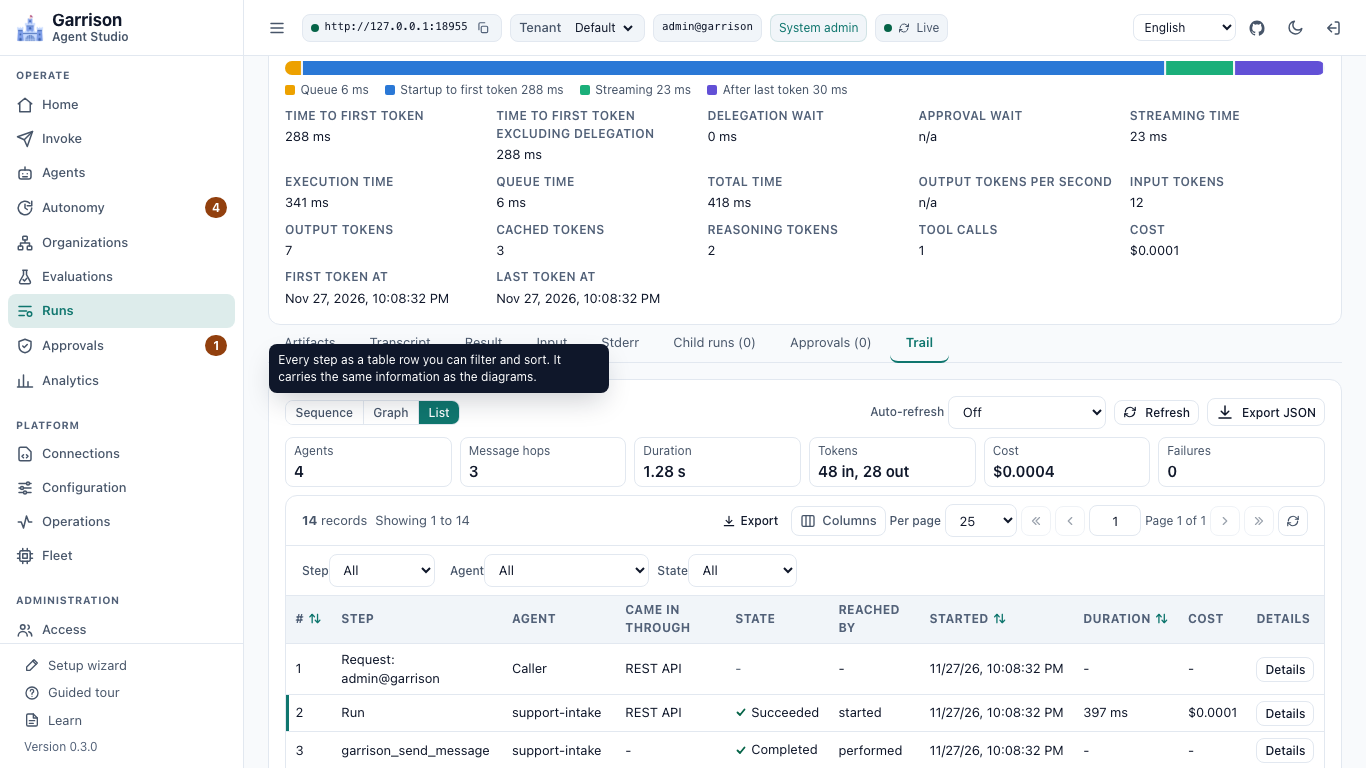 Garrison
Agent Studio
http://127.0.0.1:18955
Tenant Default
admin@garrison
System admin
Live
English
OPERATE
Home
Invoke
Agents
Autonomy 4
Organizations
Evaluations
Runs
Approvals 1
Analytics
PLATFORM
Connections
Configuration
Operations
Fleet
ADMINISTRATION
Access
Setup wizard
Guided tour
Learn
Version 0.3.0
Queue 6 ms Startup to first token 288 ms Streaming 23 ms After last token 30 ms
TIME TO FIRST TOKEN
288 ms
TIME TO FIRST TOKEN
EXCLUDING DELEGATION
288 ms
DELEGATION WAIT
0 ms
APPROVAL WAIT
n/a
STREAMING TIME
23 ms
EXECUTION TIME
341 ms
QUEUE TIME
6 ms
TOTAL TIME
418 ms
OUTPUT TOKENS PER SECOND
n/a
INPUT TOKENS
12
OUTPUT TOKENS
7
CACHED TOKENS
3
REASONING TOKENS
2
TOOL CALLS
1
COST
$0.0001
FIRST TOKEN AT
Nov 27, 2026, 10:08:32 PM
LAST TOKEN AT
Nov 27, 2026, 10:08:32 PM
Artifacts Transcript Result Input Stderr Child runs (0) Approvals (0) Trail
Every step as a table row you can filter and sort. It
carries the same information as the diagrams.
Sequence Graph List
Auto-refresh Off Refresh Export JSON
Agents
4
Message hops
3
Duration
1.28 s
Tokens
48 in, 28 out
Cost
$0.0004
Failures
0
14 records Showing 1 to 14
Export Columns Per page 25 1 Page 1 of 1
Step All Agent All State All
# STEP AGENT CAME IN THROUGH STATE REACHED BY STARTED DURATION COST DETAILS
1 Request: admin@garrison Caller REST API - - 11/27/26, 10:08:32 PM - - Details
2 Run support-intake REST API Succeeded started 11/27/26, 10:08:32 PM 397 ms $0.0001 Details
3 garrison_send_message support-intake - Completed performed 11/27/26, 10:08:32 PM - - Details